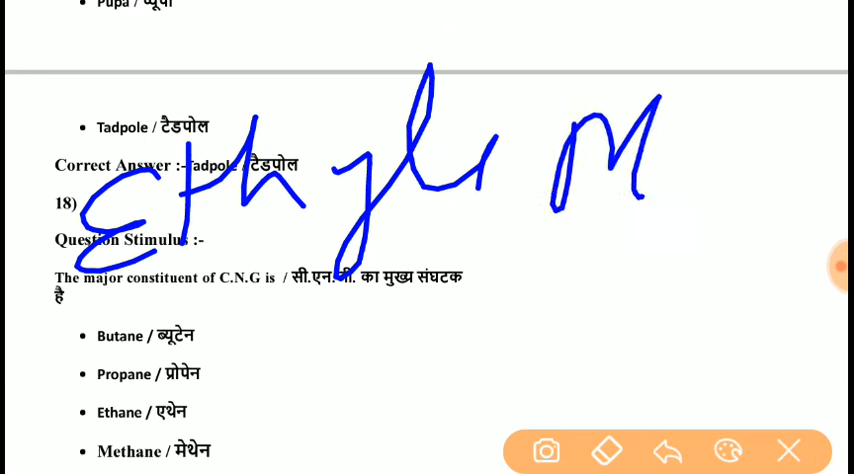 • Pupa / प्यूपा
• Tadpole / टैडपोल
Correct Answer :-Tadpole / टैडपोल
Ethyle M
18)
Question Stimulus :-
The major constituent of C.N.G is / सी.एन.जी. का मुख्य संघटक
है
• Butane / ब्यूटेन
• Propane / प्रोपेन
• Ethane / एथेन
• Methane / मेथेन